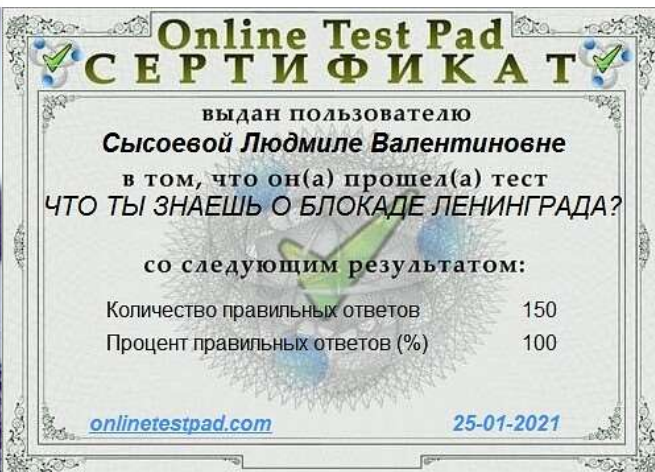 Online Test Pad
СЕРТИФИКАТ
выдан пользователю
Сысоевой Людмиле Валентиновне
в том, что он(а) прошел(а) тест
ЧТО ТЫ ЗНАЕШЬ О БЛОКАДЕ ЛЕНИНГРАДА?
со следующим результатом:
Количество правильных ответов 150
Процент правильных ответов (%) 100
onlinetestpad.com 25-01-2021